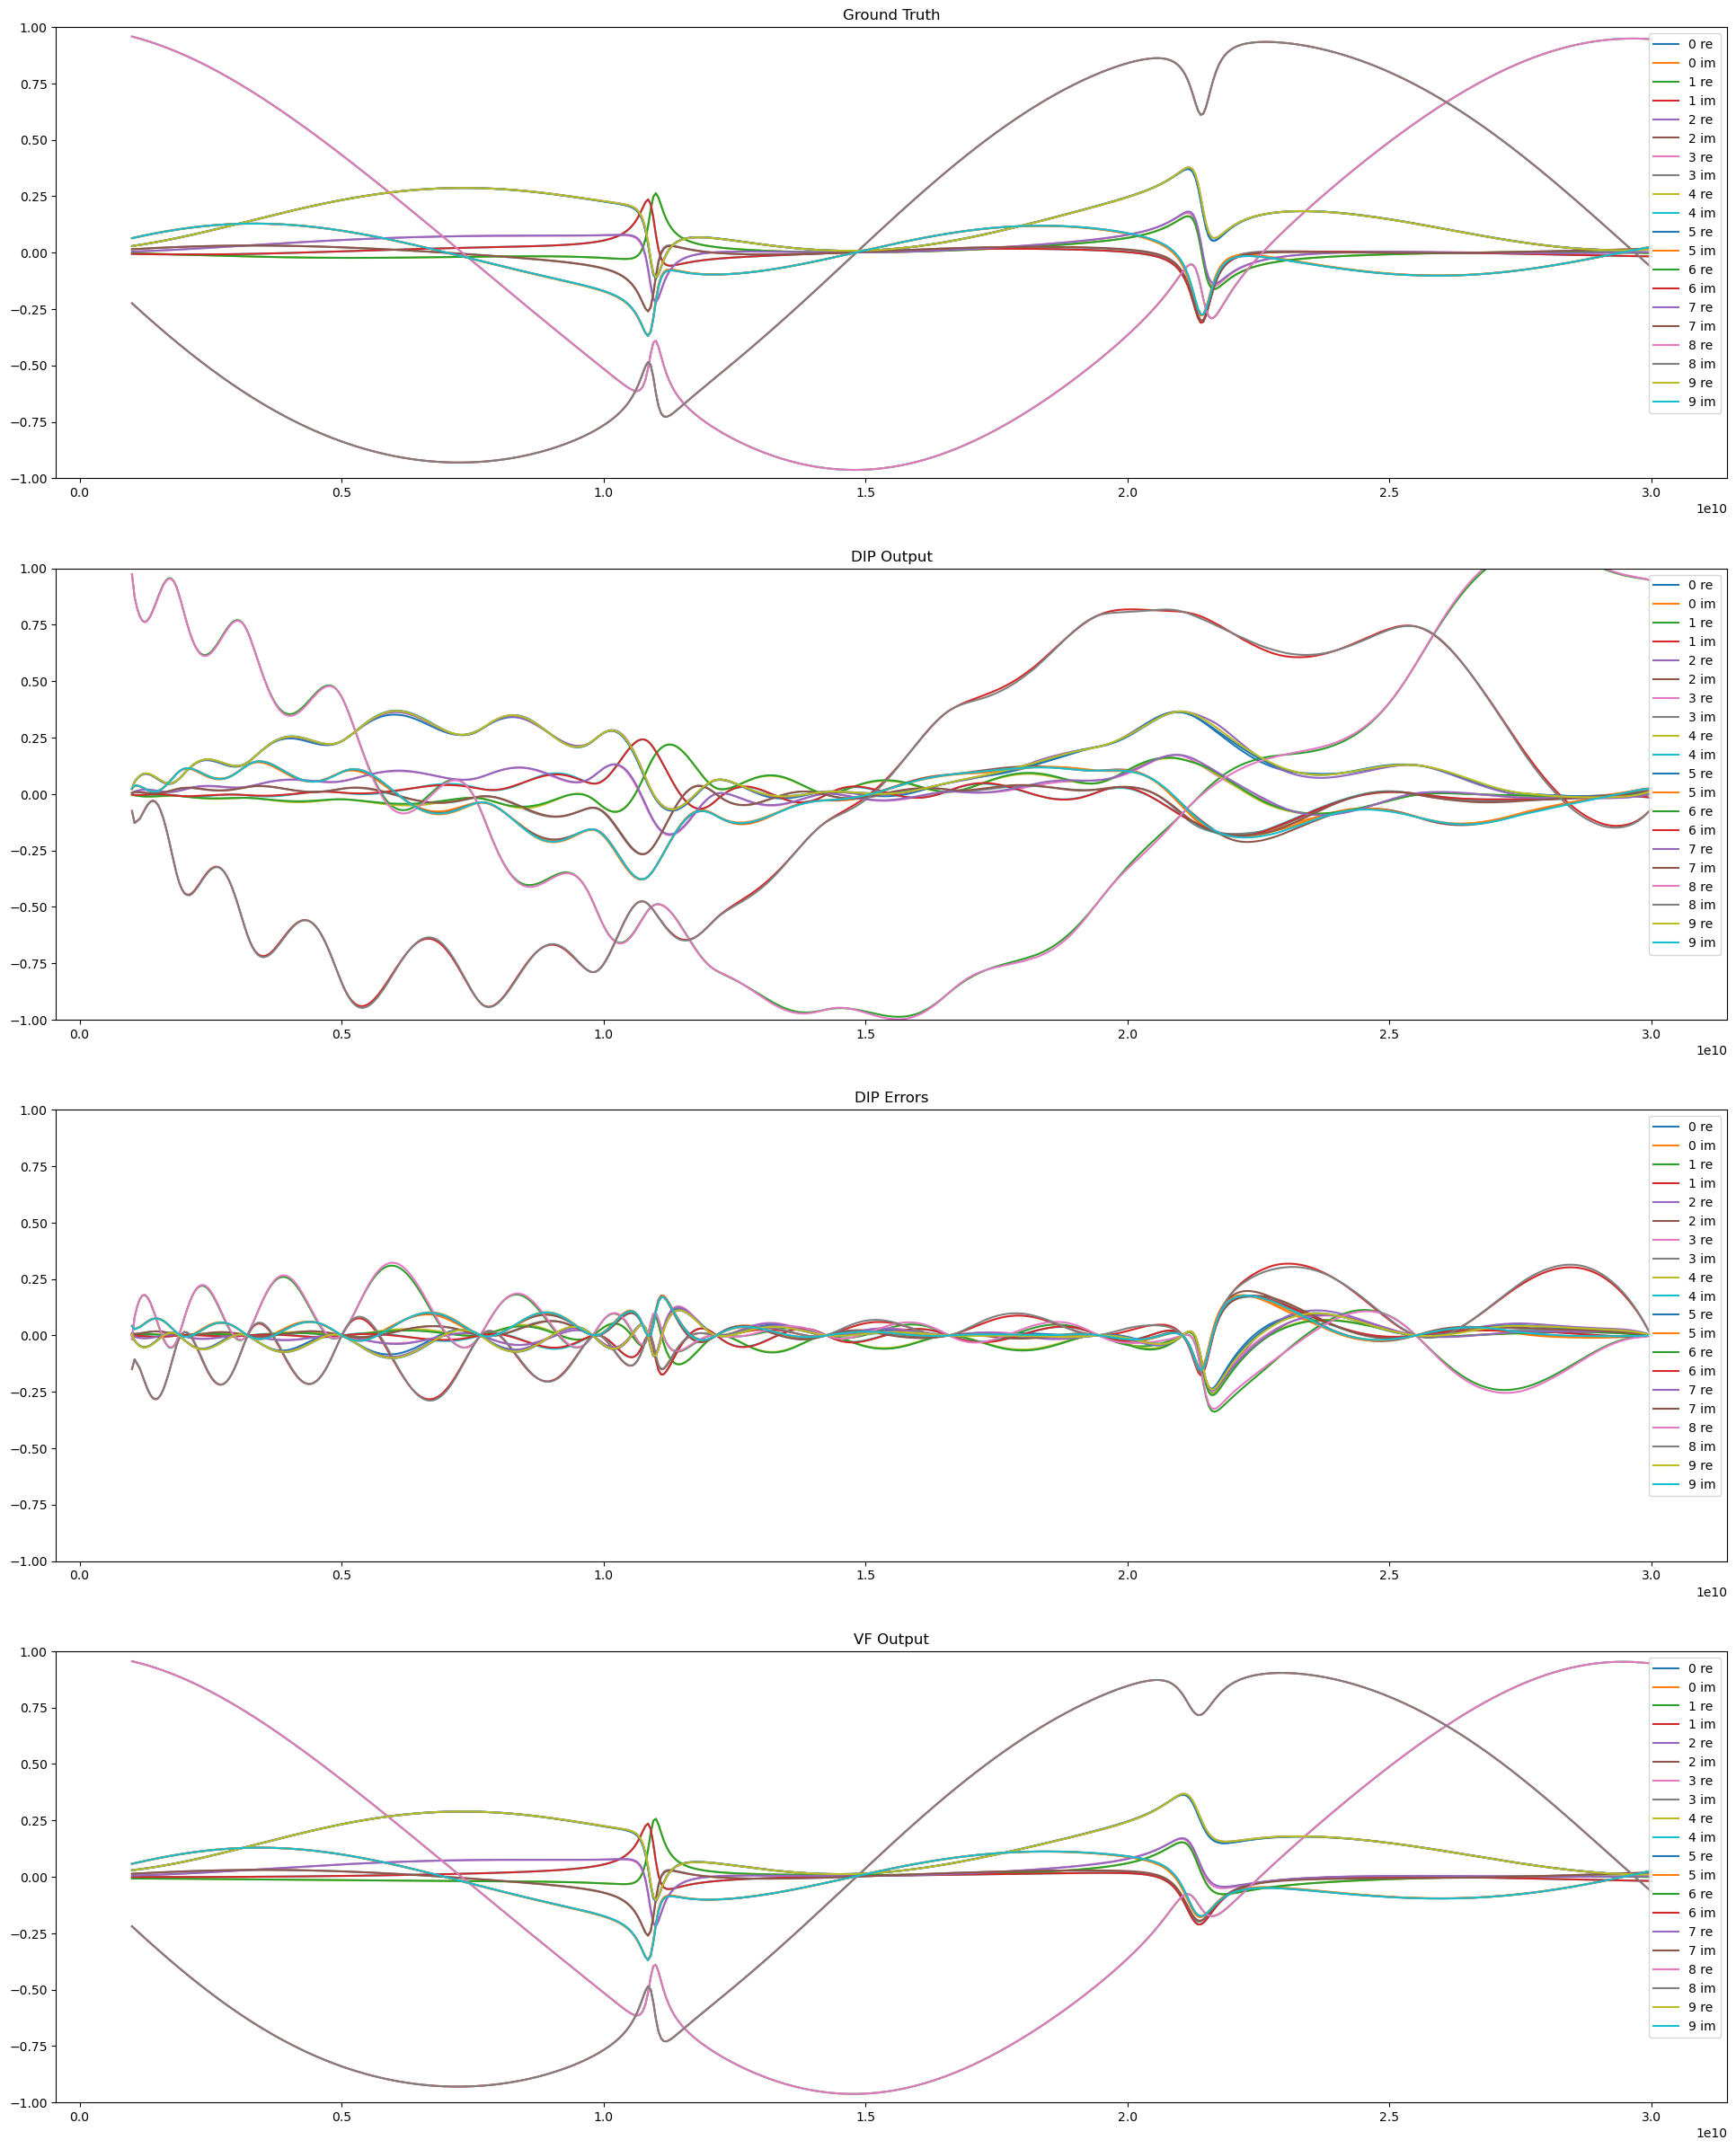 Ground Truth
1.00
0.75
0.50
0.25
0.00
−0.25
−0.50
−0.75
−1.00
0.0
0.5
1.0
1.5
2.0
2.5
3.0
1e10
0 re
0 im
1 re
1 im
2 re
2 im
3 re
3 im
4 re
4 im
5 re
5 im
6 re
6 im
7 re
7 im
8 re
8 im
9 re
9 im
DIP Output
1.00
0.75
0.50
0.25
0.00
−0.25
−0.50
−0.75
−1.00
0.0
0.5
1.0
1.5
2.0
2.5
3.0
1e10
0 re
0 im
1 re
1 im
2 re
2 im
3 re
3 im
4 re
4 im
5 re
5 im
6 re
6 im
7 re
7 im
8 re
8 im
9 re
9 im
DIP Errors
1.00
0.75
0.50
0.25
0.00
−0.25
−0.50
−0.75
−1.00
0.0
0.5
1.0
1.5
2.0
2.5
3.0
1e10
0 re
0 im
1 re
1 im
2 re
2 im
3 re
3 im
4 re
4 im
5 re
5 im
6 re
6 im
7 re
7 im
8 re
8 im
9 re
9 im
VF Output
1.00
0.75
0.50
0.25
0.00
−0.25
−0.50
−0.75
−1.00
0.0
0.5
1.0
1.5
2.0
2.5
3.0
1e10
0 re
0 im
1 re
1 im
2 re
2 im
3 re
3 im
4 re
4 im
5 re
5 im
6 re
6 im
7 re
7 im
8 re
8 im
9 re
9 im